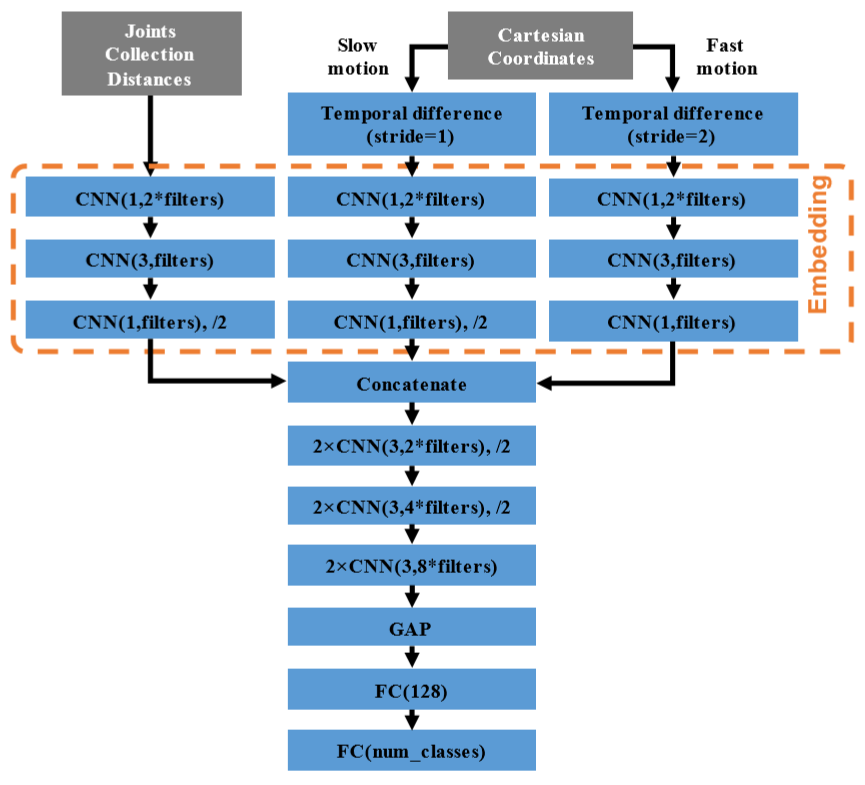 Joints
Collection
Distances
Slow
motion
Cartesian
Coordinates
Fast
motion
Temporal difference
(stride=1)
Temporal difference
(stride=2)
CNN(1,2*filters)
CNN(1,2*filters)
CNN(1,2*filters)
CNN(3,filters)
CNN(3,filters)
CNN(3,filters)
CNN(1,filters), /2
CNN(1,filters), /2
CNN(1,filters)
Embedding
Concatenate
2×CNN(3,2*filters), /2
2×CNN(3,4*filters), /2
2×CNN(3,8*filters)
GAP
FC(128)
FC(num_classes)